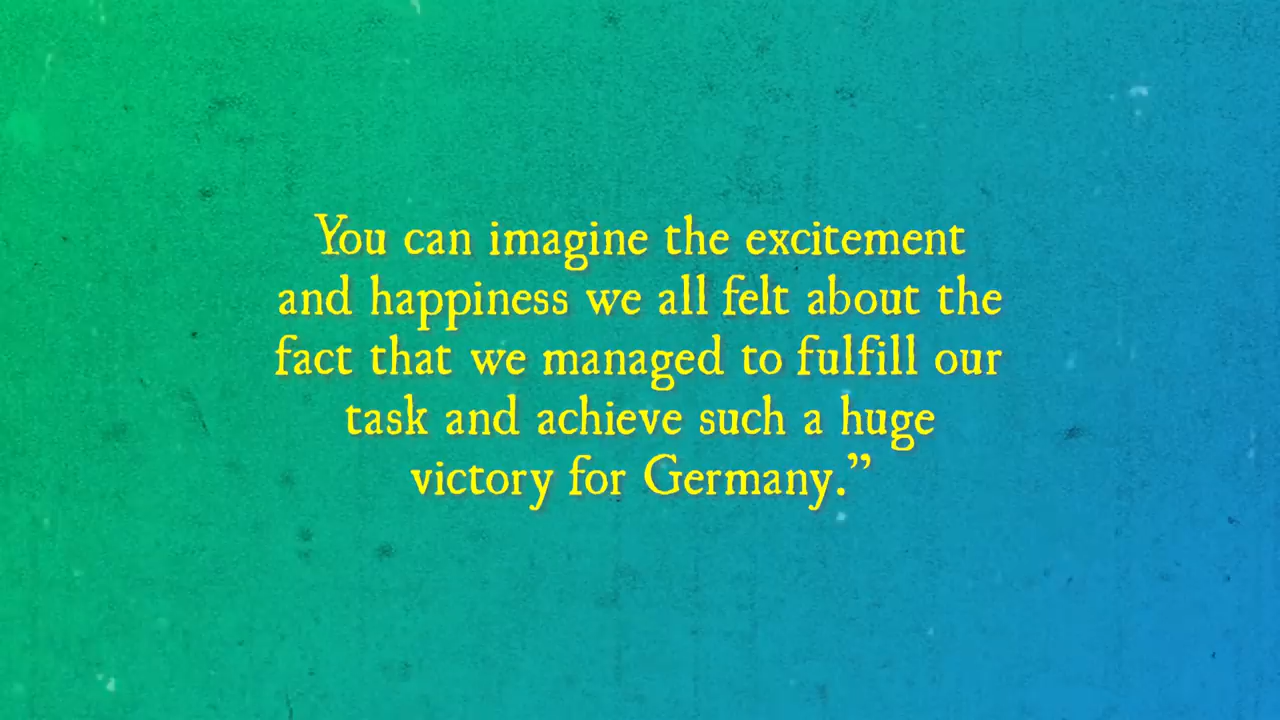 You can imagine the excitement
and happiness we all felt about the
fact that we managed to fulfill our
task and achieve such a huge
victory for Germany.”